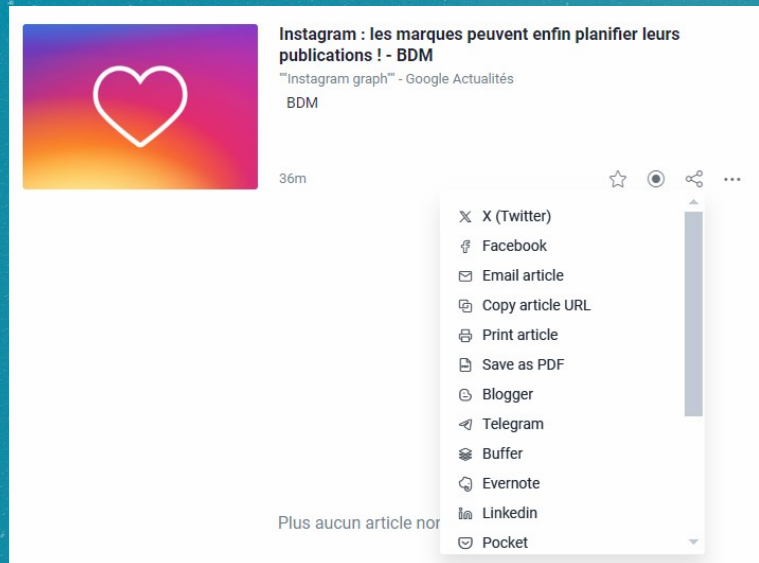 Instagram : les marques peuvent enfin planifier leurs
publications ! - BDM
""Instagram graph"" - Google Actualités
BDM
36m
X (Twitter)
Facebook
Email article
Copy article URL
Print article
Save as PDF
Blogger
Telegram
Buffer
Evernote
Linkedin
Plus aucun article nor
Pocket